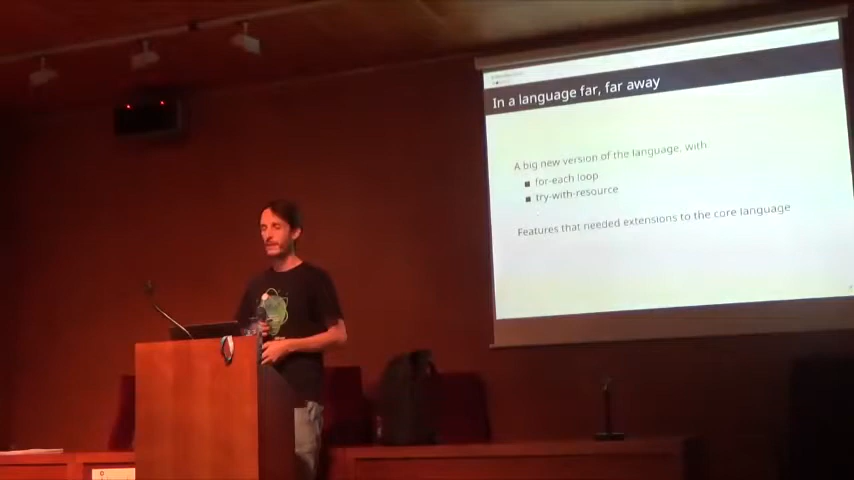 In a language far, far away
A big new version of the language, with
for-each loop
try-with-resource
Features that needed extensions to the core language